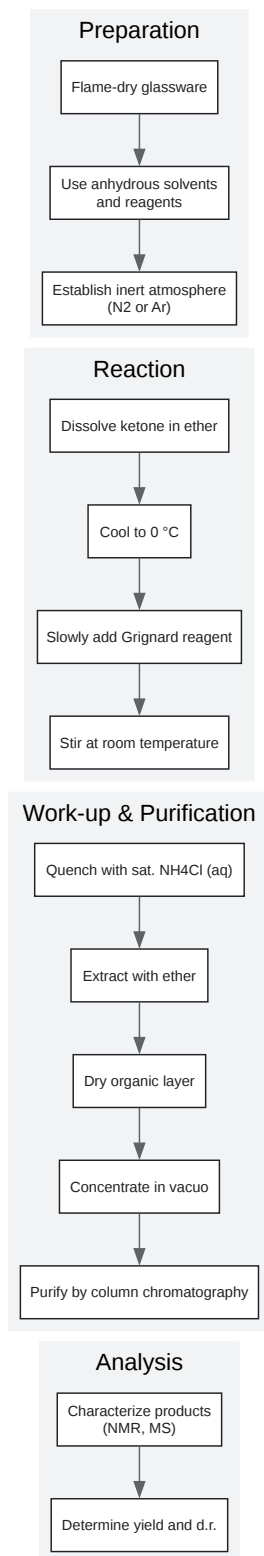 Preparation
Flame-dry glassware
Use anhydrous solvents
and reagents
Establish inert atmosphere
(N2 or Ar)
Reaction
Dissolve ketone in ether
Cool to 0 °C
Slowly add Grignard reagent
Stir at room temperature
Work-up & Purification
Quench with sat. NH4Cl (aq)
Extract with ether
Dry organic layer
Concentrate in vacuo
Purify by column chromatography
Analysis
Characterize products
(NMR, MS)
Determine yield and d.r.